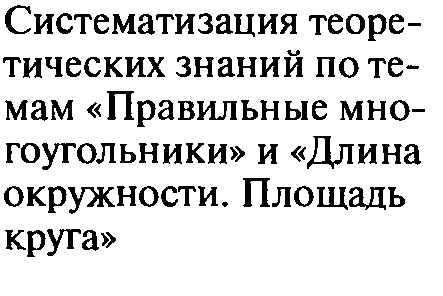 Систематизация теоре-
тических знаний по те-
мам «Правильные мно-
гоугольники» и «Длина
окружности. Площадь
круга»